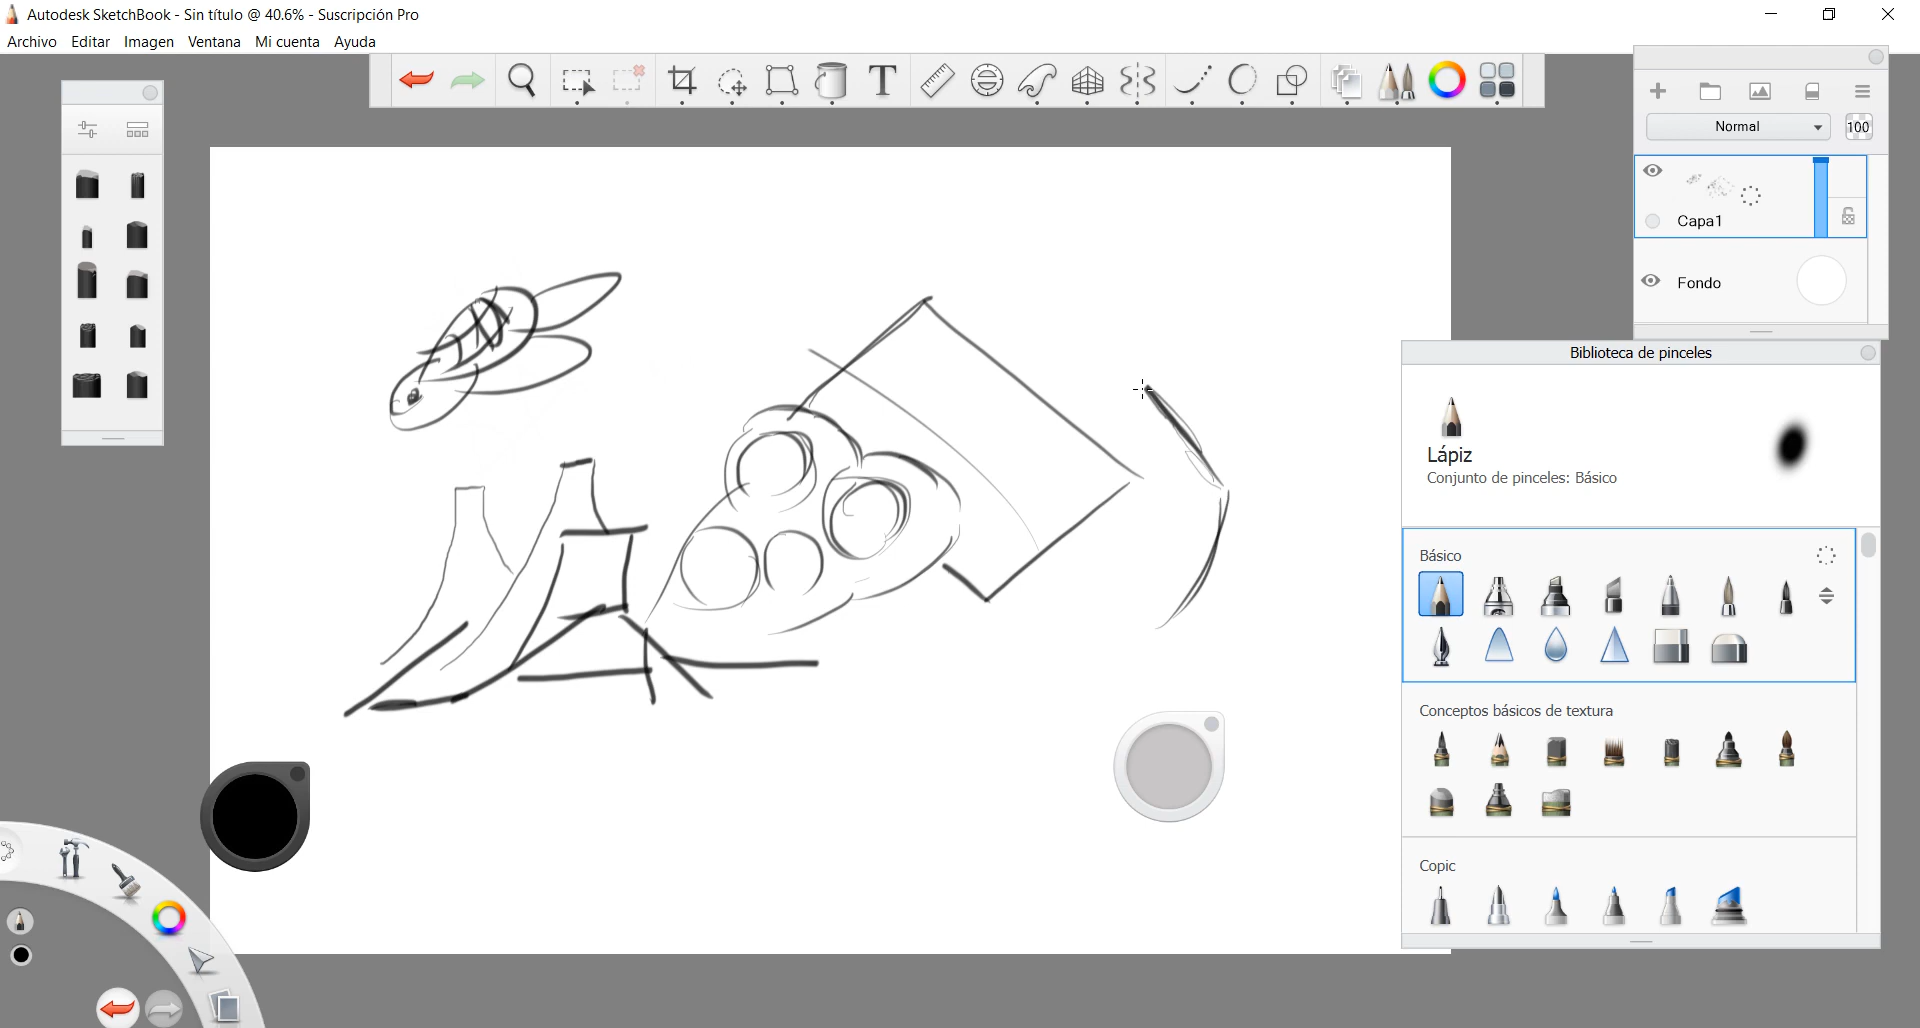 Autodesk SketchBook - Sin título @ 40.6% - Suscripción Pro
Archivo Editar Imagen Ventana Mi cuenta Ayuda
T
Normal 100
Capa1
Fondo
Biblioteca de pinceles
Lápiz
Conjunto de pinceles: Básico
Básico
Conceptos básicos de textura
Copic